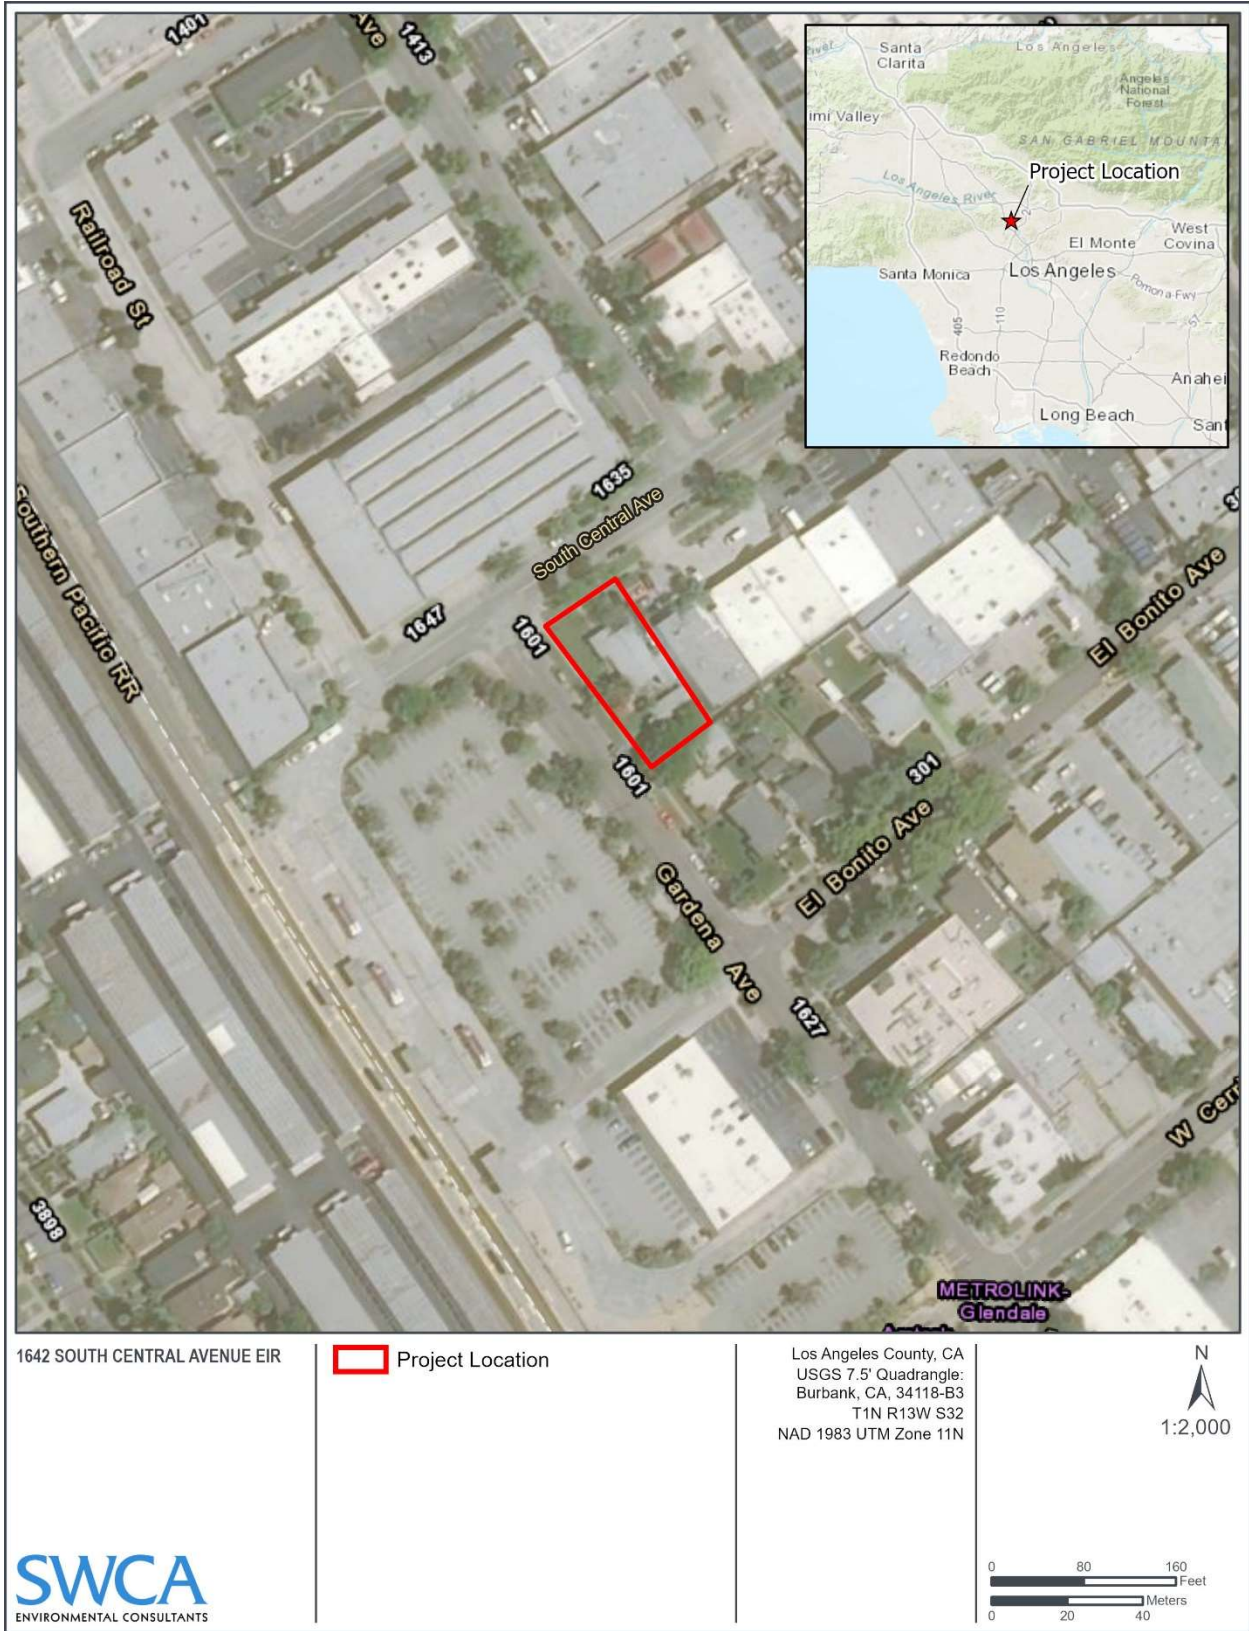 1401
Ave
1413
Railroad St
Southern Pacific RR
1635
South Central Ave
1647
1601
1601
El Bonito Ave
301
El Bonito Ave
Gardena Ave
1627
3898
METROLINK-
Glendale
Santa
Clarita
Los Angeles
Angeles
National
Forest
imi Valley
SAN GABRIEL MOUNTA
Project Location
Los Angeles River
2
West
Covina
El Monte
Santa Monica
Los Angeles
Pomona Fwy
57
405
110
Redondo
Beach
Anahei
Long Beach
Sant
W Cerri
1642 SOUTH CENTRAL AVENUE EIR
Project Location
Los Angeles County, CA
USGS 7.5' Quadrangle:
Burbank, CA, 34118-B3
T1N R13W S32
NAD 1983 UTM Zone 11N
N
1:2,000
SWCA
ENVIRONMENTAL CONSULTANTS
0 80 160
Feet
Meters
0 20 40